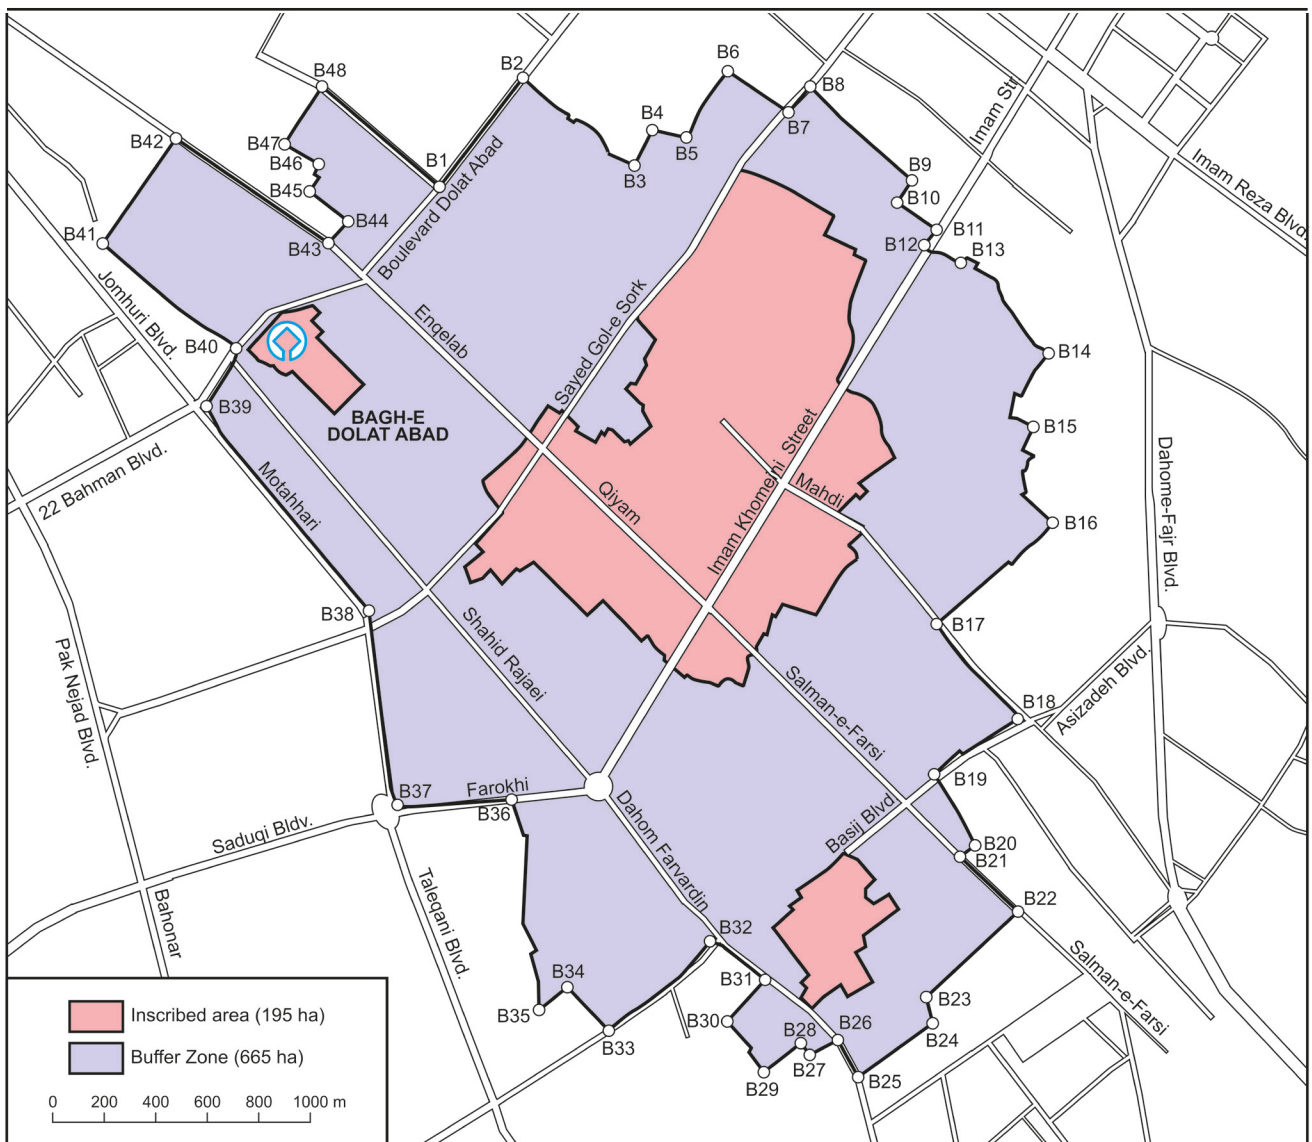 B6
B2
B48
B8
B4
B7
B42
B5
B47
Imam Str.
B46
B1
B3
B9
Imam Reza Blvd.
B45
B10
B44
B11
B41
B43
Boulevard Dolat Abad
B12
B13
Jomhuri Blvd.
Engelab
Sayed Gol-e Sork
B40
B14
B39
BAGH-E
DOLAT ABAD
B15
22 Bahman Blvd.
Motahhari
Qiyam
Imam Khomeini Street
Mahdi
Dahome-Fajr Blvd.
B16
B38
B17
Pak Nejad Blvd.
Shahid Rajaei
Salman-e-Farsi
Asizadeh Blvd.
B18
B19
B37
Farokhi
B36
Dahom Farvardin
Basij Blvd
Saduqi Bldv.
B20
B21
Bahonar
Taleqani Blvd.
B22
B32
Salman-e-Farsi
B34
B31
B35
B23
B30
B28
B26
B24
B33
B27
B29
B25
Inscribed area (195 ha)
Buffer Zone (665 ha)
0 200 400 600 800 1000 m